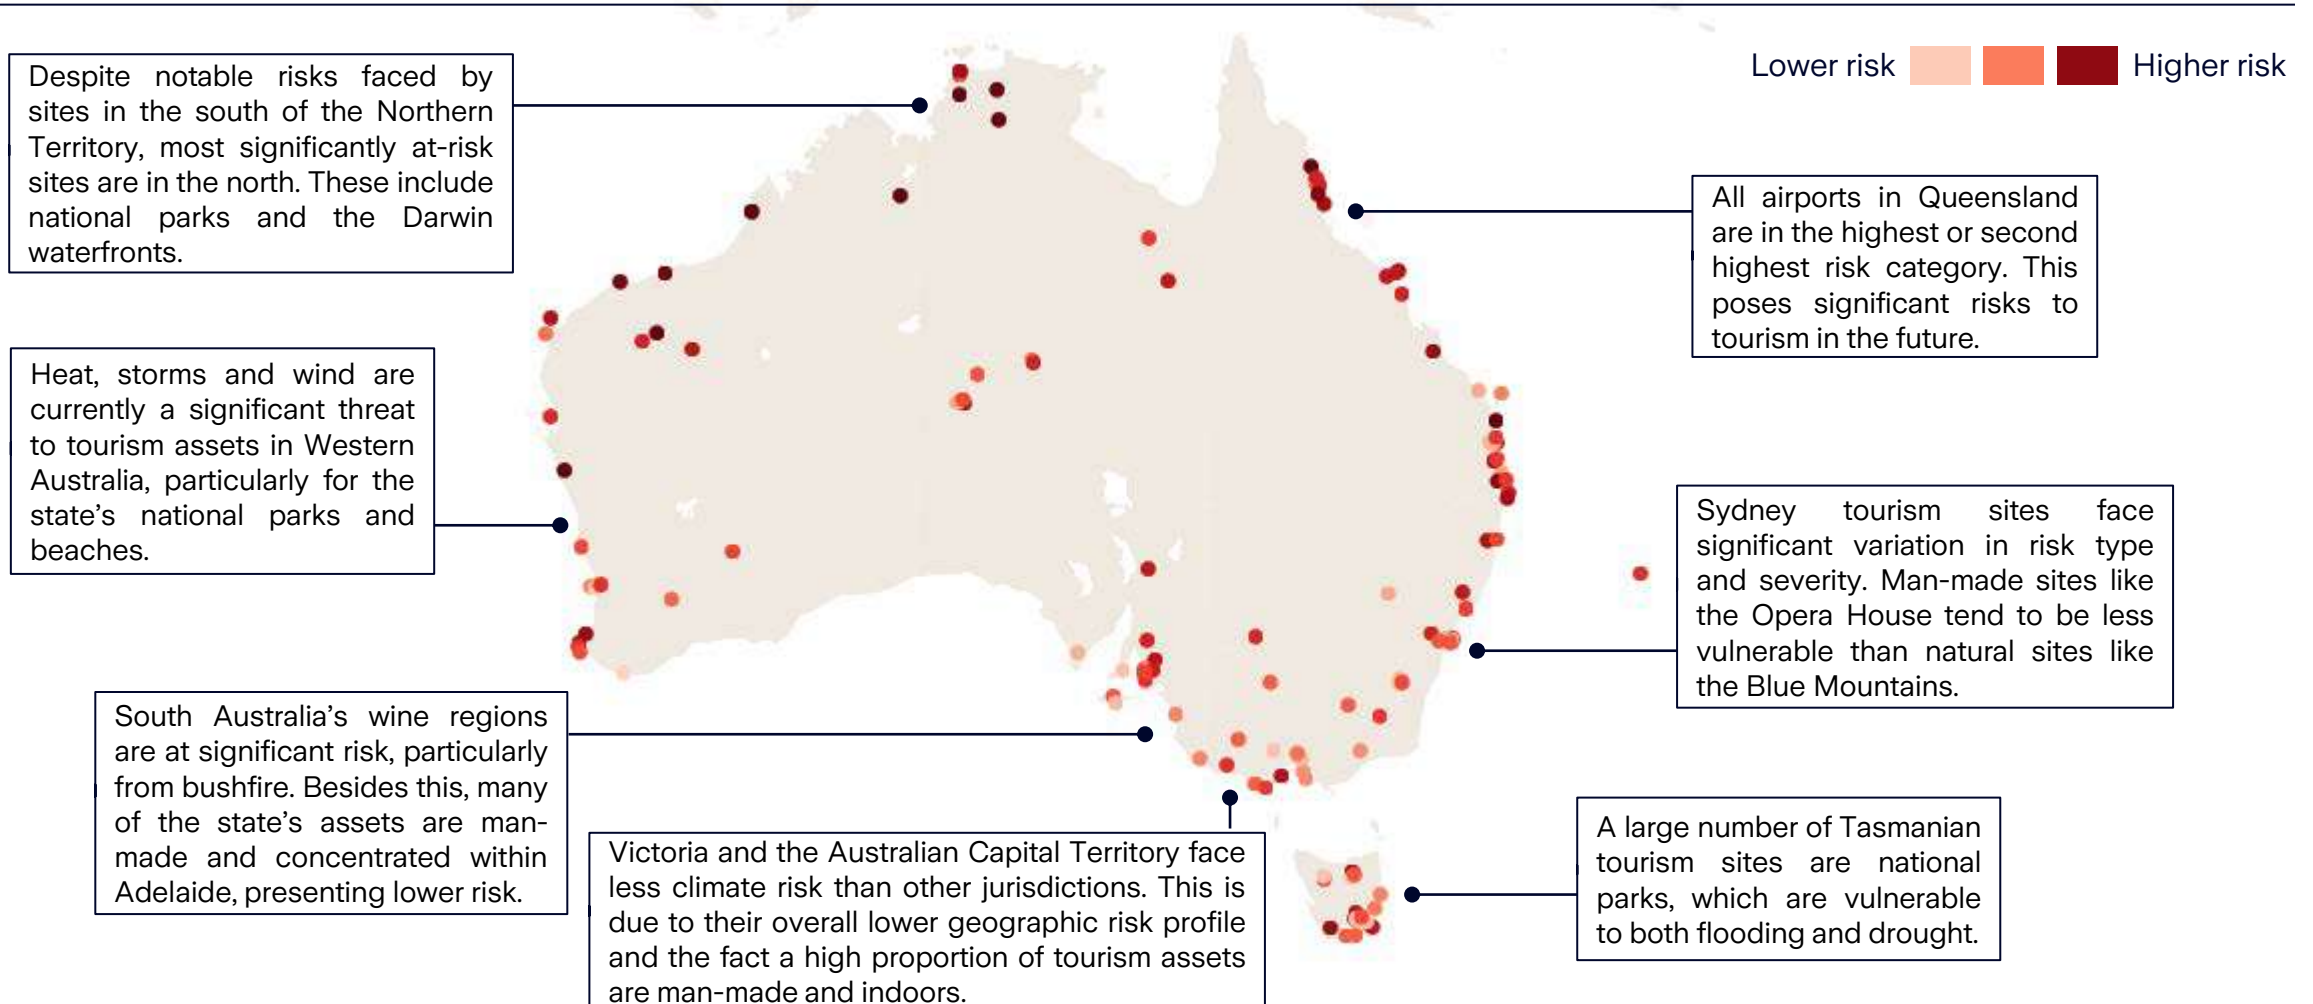 Lower risk
Higher risk
Despite notable risks faced by
sites in the south of the Northern
Territory, most significantly at-risk
sites are in the north. These include
national parks and the Darwin
waterfronts.
All airports in Queensland
are in the highest or second
highest risk category. This
poses significant risks to
tourism in the future.
Heat, storms and wind are
currently a significant threat
to tourism assets in Western
Australia, particularly for the
state’s national parks and
beaches.
Sydney tourism sites face
significant variation in risk type
and severity. Man-made sites like
the Opera House tend to be less
vulnerable than natural sites like
the Blue Mountains.
South Australia’s wine regions
are at significant risk, particularly
from bushfire. Besides this, many
of the state’s assets are man-
made and concentrated within
Adelaide, presenting lower risk.
Victoria and the Australian Capital Territory face
less climate risk than other jurisdictions. This is
due to their overall lower geographic risk profile
and the fact a high proportion of tourism assets
are man-made and indoors.
A large number of Tasmanian
tourism sites are national
parks, which are vulnerable
to both flooding and drought.